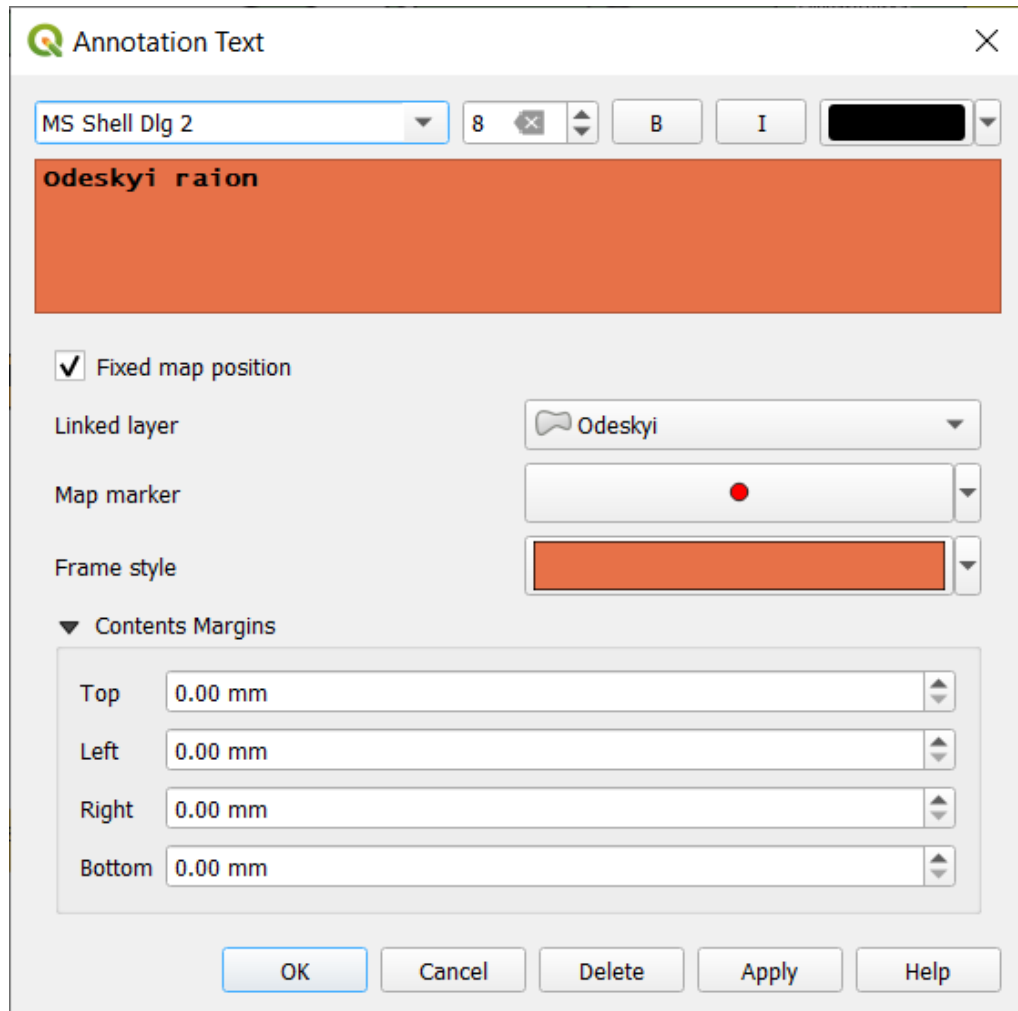 Annotation Text
MS Shell Dlg 2
8
B
I
Odeskyi raion
Fixed map position
Linked layer
Odeskyi
Map marker
Frame style
Contents Margins
Top 0.00 mm
Left 0.00 mm
Right 0.00 mm
Bottom 0.00 mm
OK Cancel Delete Apply Help